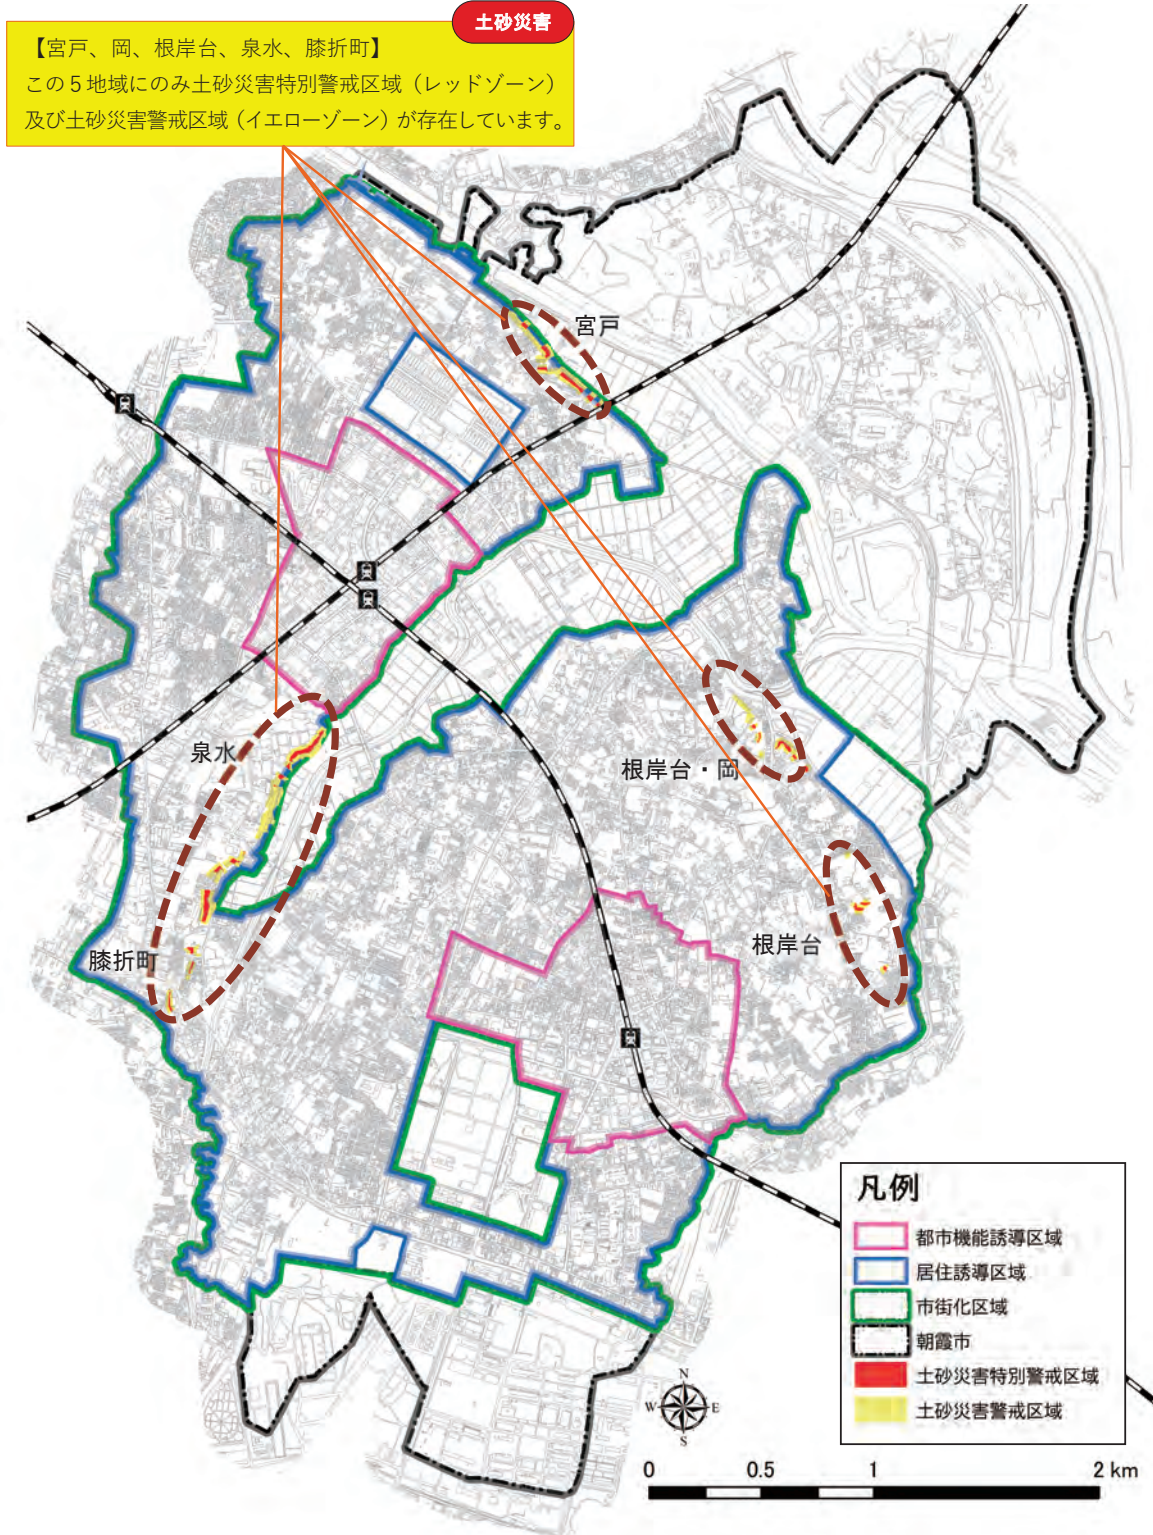 土砂災害
【宮戸、岡、根岸台、泉水、膝折町】
この5地域にのみ土砂災害特別警戒区域（レッドゾーン）
及び土砂災害警戒区域（イエローゾーン）が存在しています。
宮戸
泉水
根岸台・岡
根岸台
膝折町
凡例
都市機能誘導区域
居住誘導区域
市街化区域
朝霞市
土砂災害特別警戒区域
土砂災害警戒区域
N
W E
S
0 0.5 1 2 km